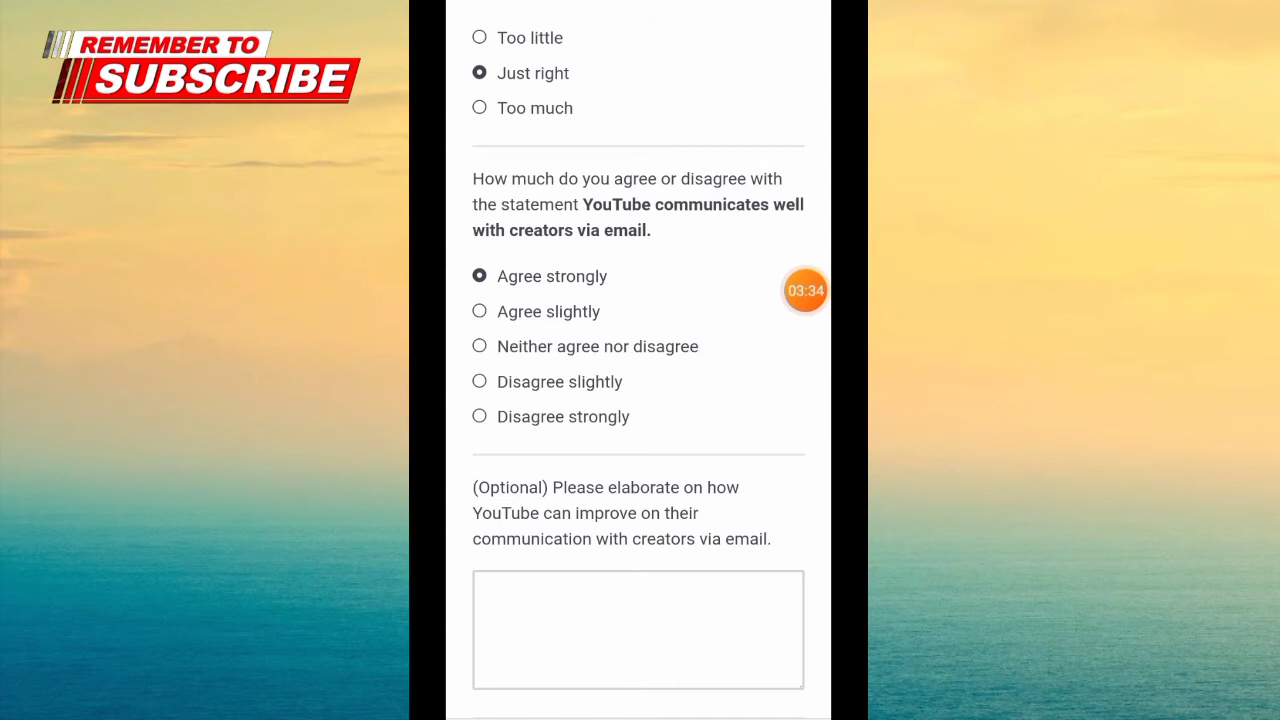 REMEMBER TO
SUBSCRIBE
Too little
Just right
Too much
How much do you agree or disagree with
the statement YouTube communicates well
with creators via email.
Agree strongly
03:34
Agree slightly
Neither agree nor disagree
Disagree slightly
Disagree strongly
(Optional) Please elaborate on how
YouTube can improve on their
communication with creators via email.